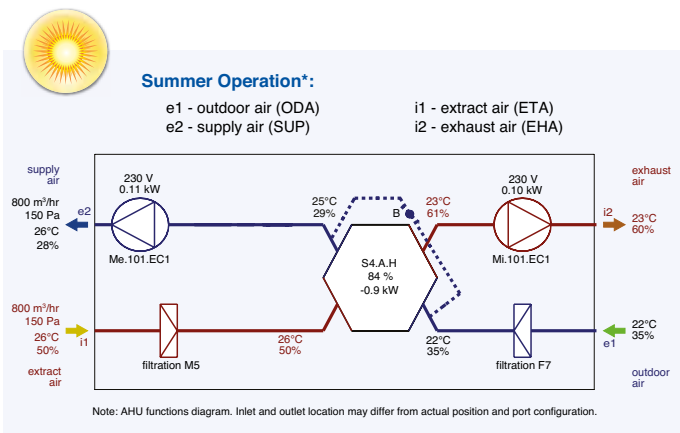 Summer Operation*:
e1 - outdoor air (ODA)
i1 - extract air (ETA)
e2 - supply air (SUP)
i2 - exhaust air (EHA)
supply
air
800 m³/hr
150 Pa
e2
26°C
28%
230 V
0.11 kW
Me.101.EC1
25°C
29%
B
23°C
61%
230 V
0.10 kW
Mi.101.EC1
exhaust
air
i2
23°C
60%
S4.A.H
84 %
-0.9 kW
800 m³/hr
150 Pa
26°C
50%
i1
extract
air
filtration M5
26°C
50%
22°C
35%
filtration F7
e1
22°C
35%
outdoor
air
Note: AHU functions diagram. Inlet and outlet location may differ from actual position and port configuration.